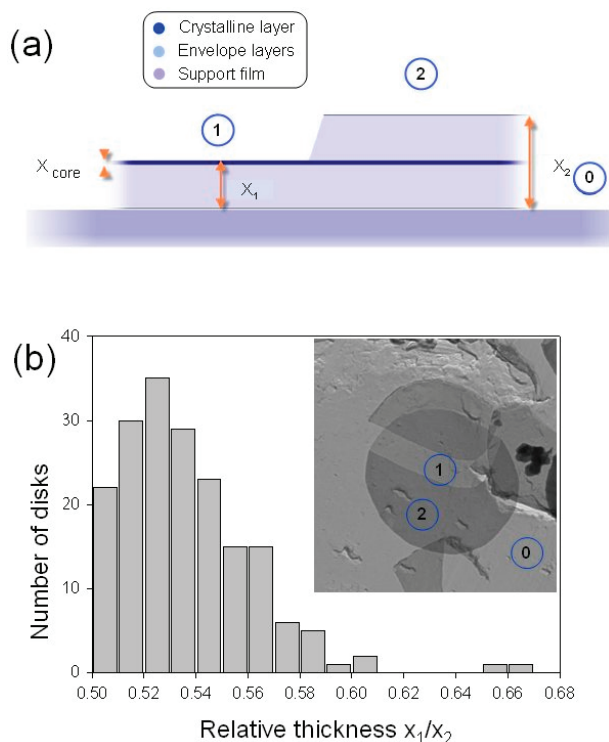 (a)
Crystalline layer
Envelope layers
Support film
2
1
X core
X1
X2
0
(b)
40
30
20
10
0
Number of disks
1
2
0
0.50 0.52 0.54 0.56 0.58 0.60 0.62 0.64 0.66 0.68
Relative thickness x1/x2